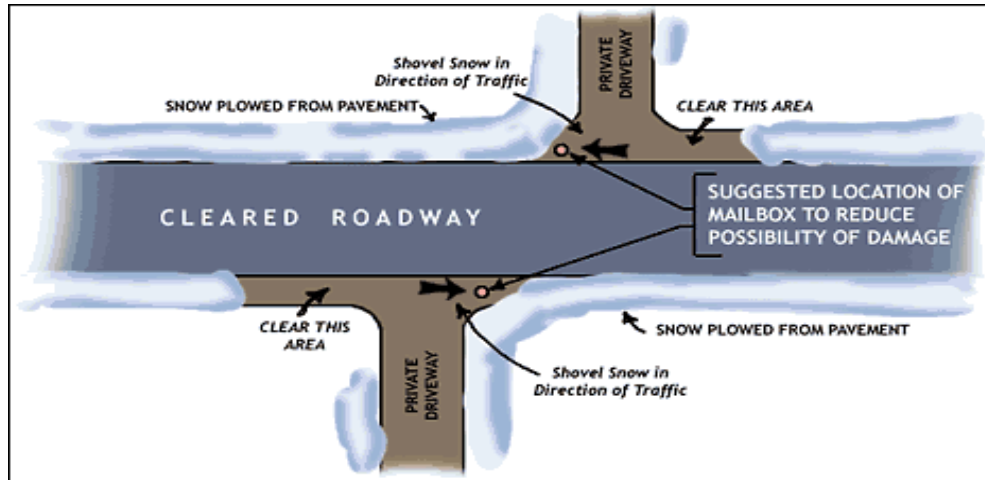 Shovel Snow in
Direction of Traffic
PRIVATE
DRIVEWAY
SNOW PLOWED FROM PAVEMENT
CLEAR THIS AREA
CLEARED ROADWAY
SUGGESTED LOCATION OF
MAILBOX TO REDUCE
POSSIBILITY OF DAMAGE
CLEAR THIS
AREA
SNOW PLOWED FROM PAVEMENT
PRIVATE
DRIVEWAY
Shovel Snow in
Direction of Traffic